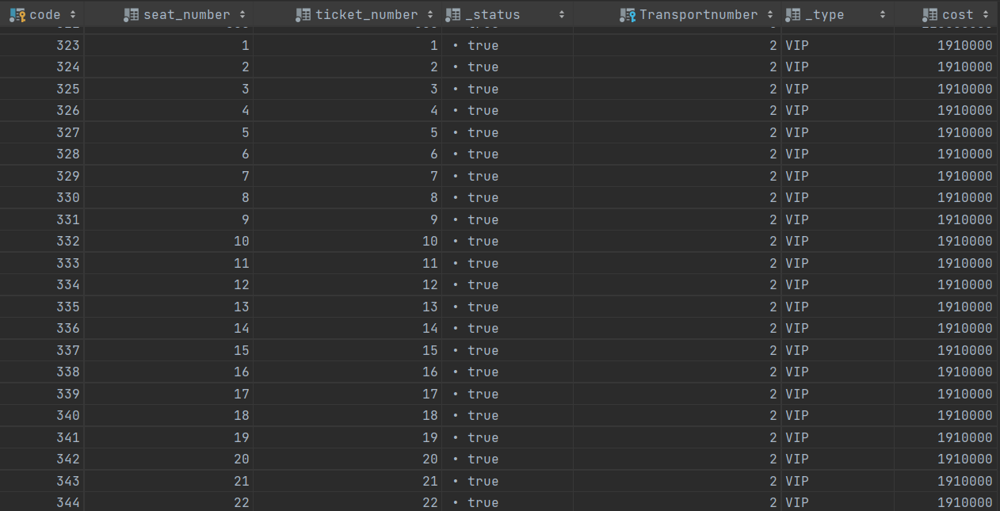 code seat_number ticket_number _status Transportnumber _type cost
323 1 1 • true 2 VIP 1910000
324 2 2 • true 2 VIP 1910000
325 3 3 • true 2 VIP 1910000
326 4 4 • true 2 VIP 1910000
327 5 5 • true 2 VIP 1910000
328 6 6 • true 2 VIP 1910000
329 7 7 • true 2 VIP 1910000
330 8 8 • true 2 VIP 1910000
331 9 9 • true 2 VIP 1910000
332 10 10 • true 2 VIP 1910000
333 11 11 • true 2 VIP 1910000
334 12 12 • true 2 VIP 1910000
335 13 13 • true 2 VIP 1910000
336 14 14 • true 2 VIP 1910000
337 15 15 • true 2 VIP 1910000
338 16 16 • true 2 VIP 1910000
339 17 17 • true 2 VIP 1910000
340 18 18 • true 2 VIP 1910000
341 19 19 • true 2 VIP 1910000
342 20 20 • true 2 VIP 1910000
343 21 21 • true 2 VIP 1910000
344 22 22 • true 2 VIP 1910000